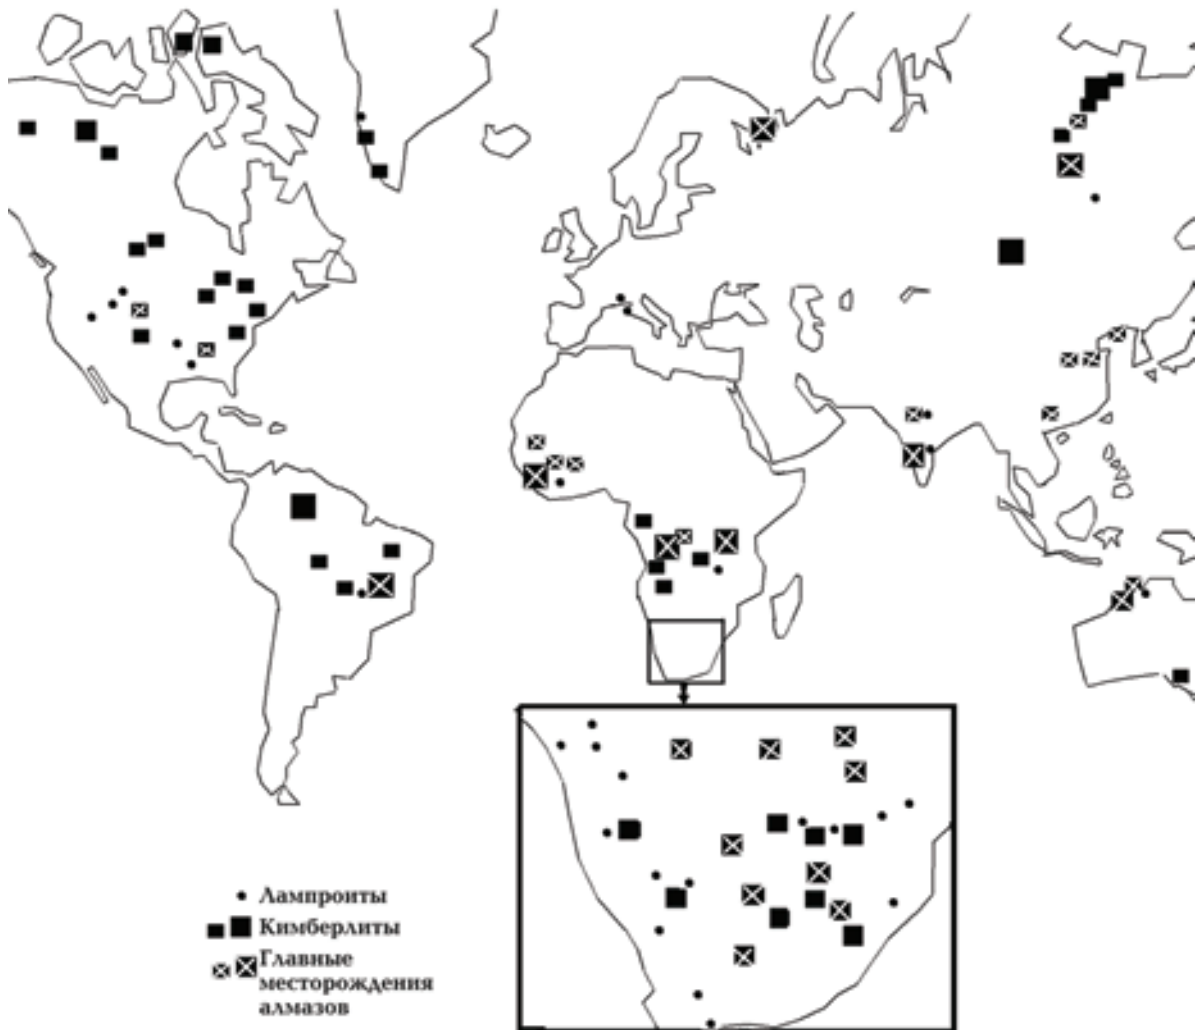 Лампроиты
Кимберлиты
Главные
месторождения
алмазов